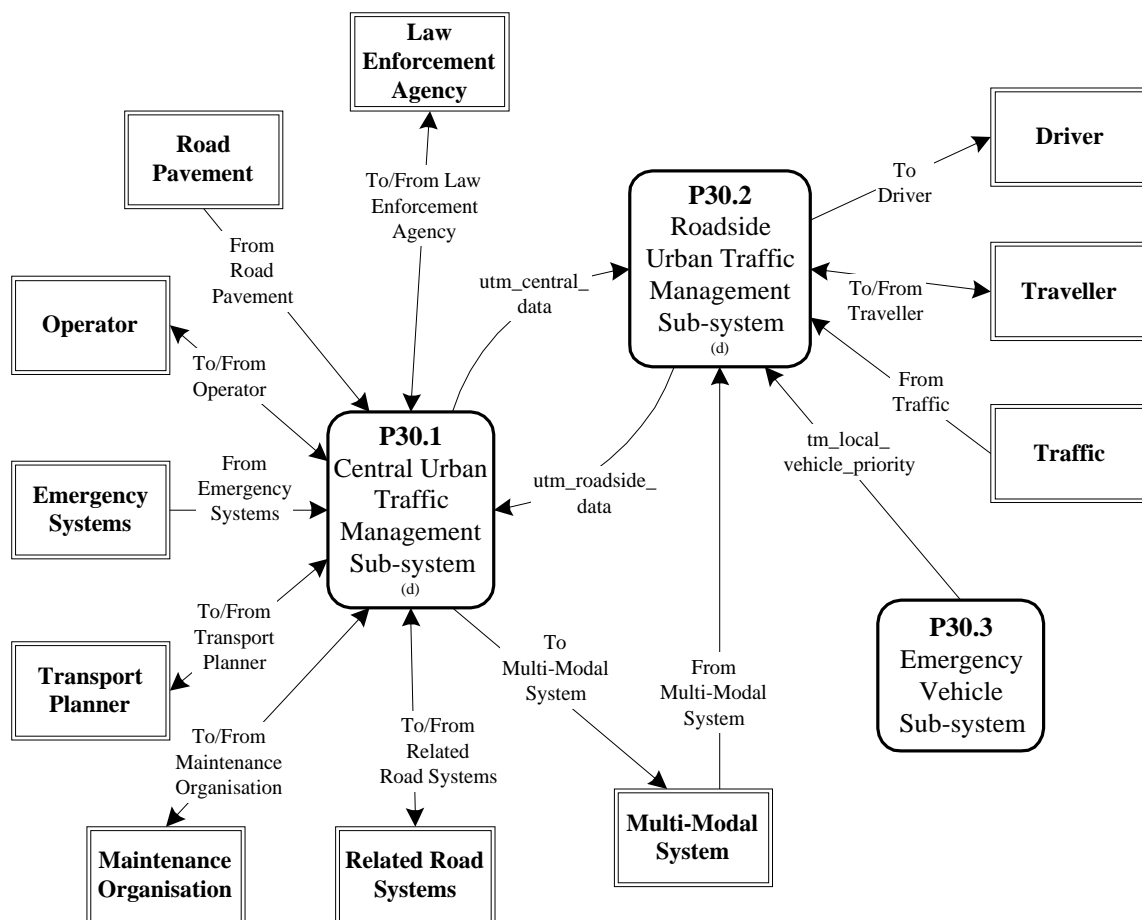 Law
Enforcement
Agency
Road
Pavement
Driver
To/From Law
Enforcement
Agency
To
Driver
P30.2
Roadside
Urban Traffic
Management
Sub-system
(d)
From
Road
Pavement
utm_central_
data
To/From
Traveller
Traveller
Operator
To/From
Operator
From
Traffic
Traffic
P30.1
Central Urban
Traffic
Management
Sub-system
(d)
tm_local_
vehicle_priority
utm_roadside_
data
Emergency
Systems
From
Emergency
Systems
To/From
Transport
Planner
Transport
Planner
To
Multi-Modal
System
From
Multi-Modal
System
P30.3
Emergency
Vehicle
Sub-system
To/From
Maintenance
Organisation
To/From
Related
Road Systems
Maintenance
Organisation
Related Road
Systems
Multi-Modal
System